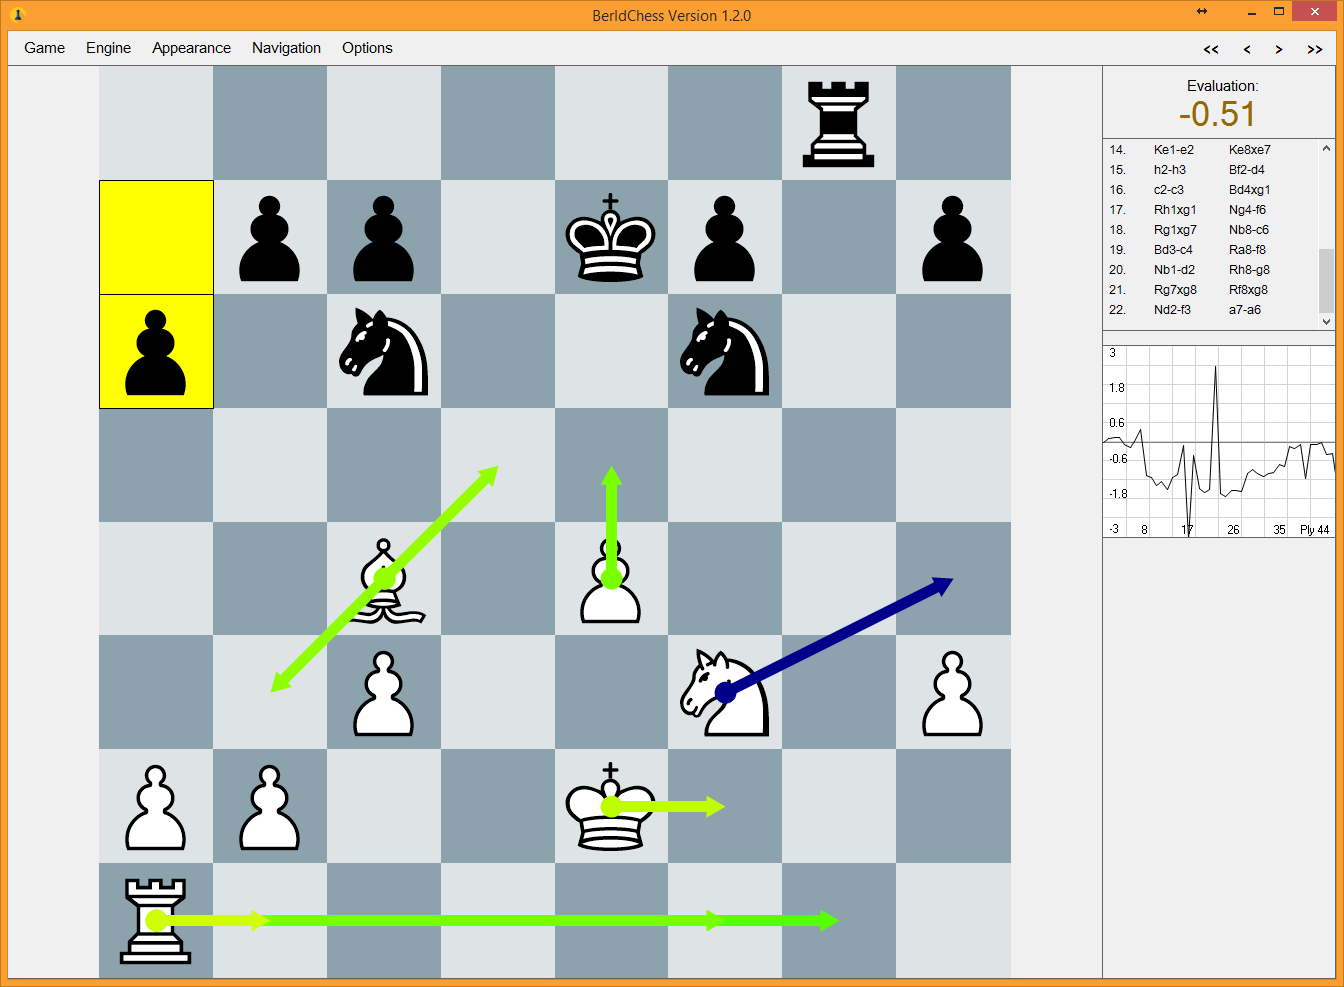 BerldChess Version 1.2.0
Game Engine Appearance Navigation Options << < > >>
Evaluation:
-0.51
14. Ke1-e2 Ke8xe7
15. h2-h3 Bf2-d4
16. c2-c3 Bd4xg1
17. Rh1xg1 Ng4-f6
18. Rg1xg7 Nb8-c6
19. Bd3-c4 Ra8-f8
20. Nb1-d2 Rh8-g8
21. Rg7xg8 Rf8xg8
22. Nd2-f3 a7-a6
3
1.8
0.6
-0.6
-1.8
-3 8 17 26 35 Ply 44